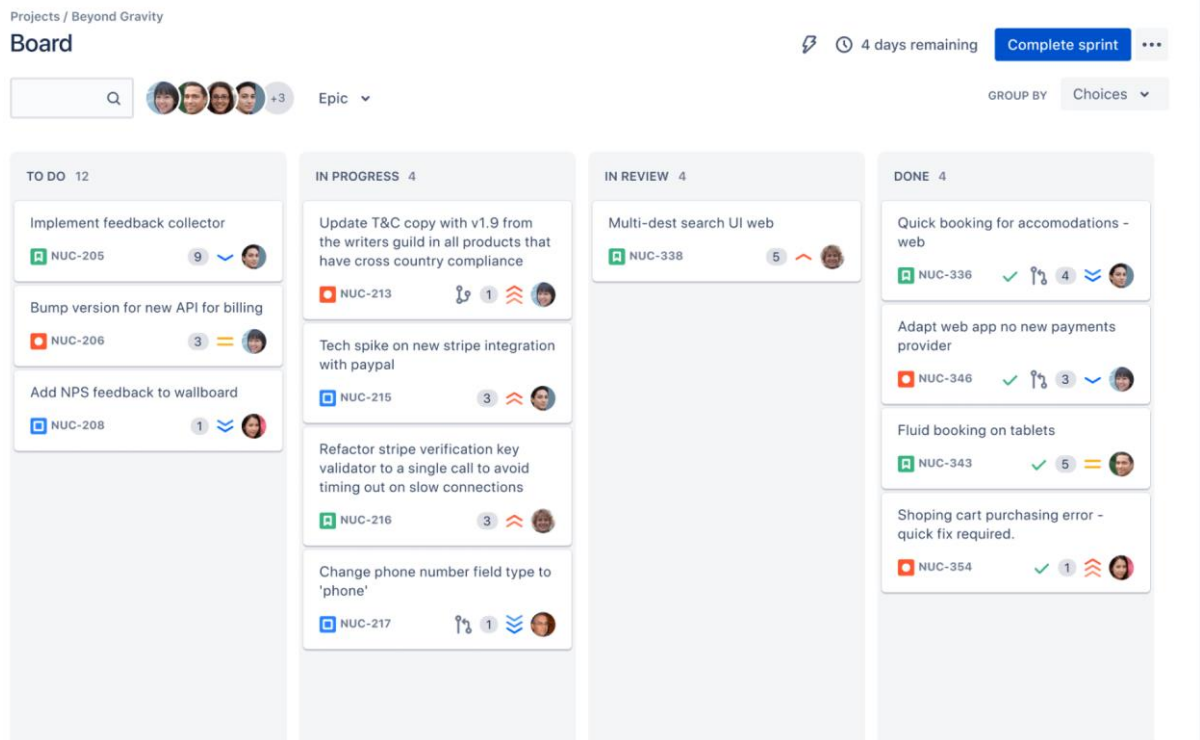 Projects / Beyond Gravity
Board
4 days remaining
Complete sprint
+3
Epic
GROUP BY
Choices
TO DO 12
Implement feedback collector
NUC-205
9
Bump version for new API for billing
NUC-206
3
Add NPS feedback to wallboard
NUC-208
1
IN PROGRESS 4
Update T&C copy with v1.9 from
the writers guild in all products that
have cross country compliance
NUC-213
1
Tech spike on new stripe integration
with paypal
NUC-215
3
Refactor stripe verification key
validator to a single call to avoid
timing out on slow connections
NUC-216
3
Change phone number field type to
'phone'
NUC-217
1
IN REVIEW 4
Multi-dest search UI web
NUC-338
5
DONE 4
Quick booking for accomodations -
web
NUC-336
4
Adapt web app no new payments
provider
NUC-346
3
Fluid booking on tablets
NUC-343
5
Shoping cart purchasing error -
quick fix required.
NUC-354
1